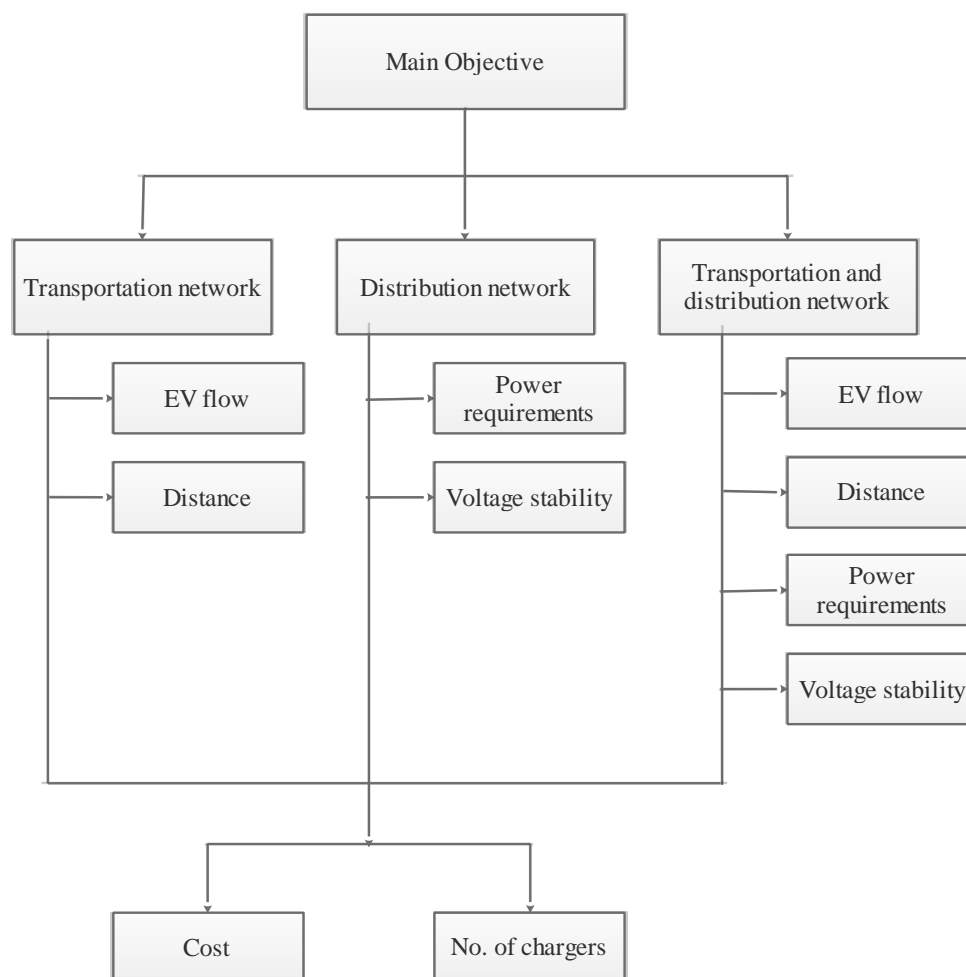 Main Objective
Transportation network
Distribution network
Transportation and
distribution network
EV flow
Distance
Power
requirements
Voltage stability
EV flow
Distance
Power
requirements
Voltage stability
Cost
No. of chargers